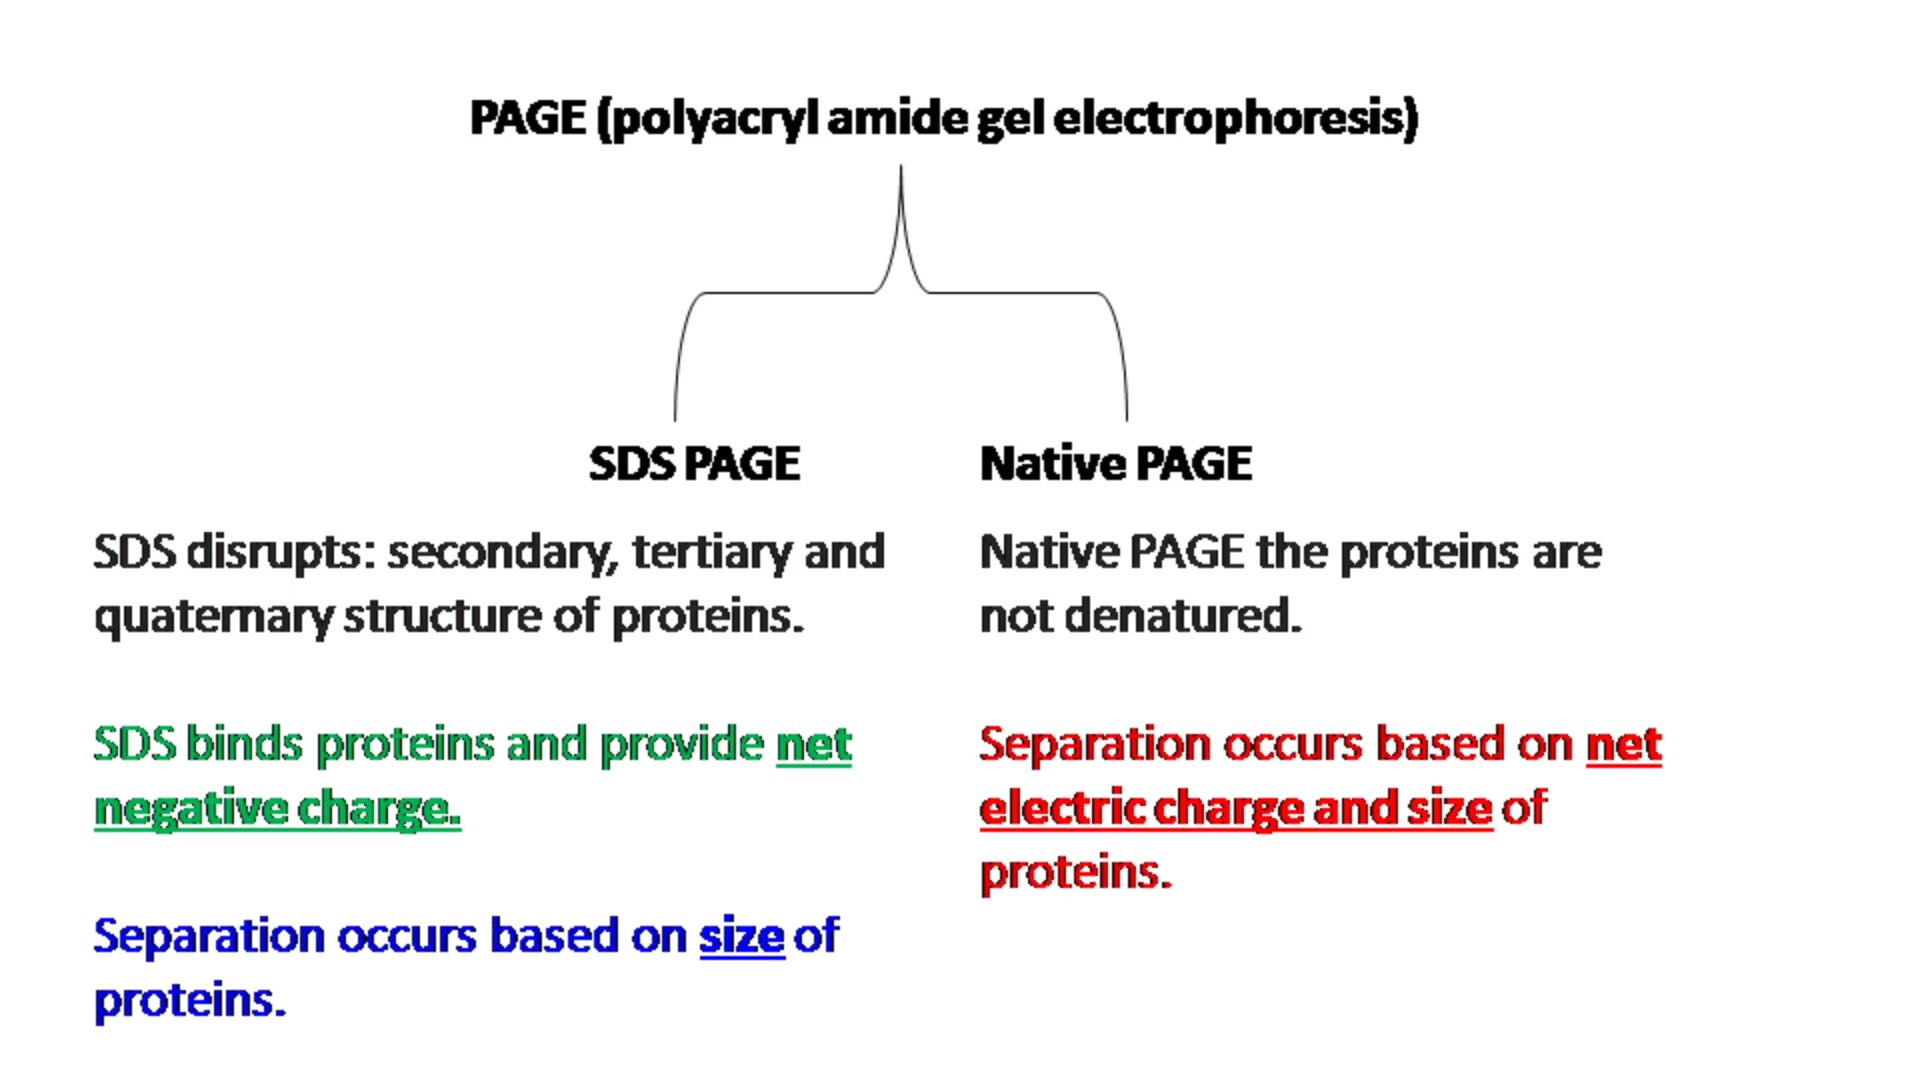 PAGE (polyacryl amide gel electrophoresis)
SDS PAGE
SDS disrupts: secondary, tertiary and
quaternary structure of proteins.
SDS binds proteins and provide net
negative charge.
Separation occurs based on size of
proteins.
Native PAGE
Native PAGE the proteins are
not denatured.
Separation occurs based on net
electric charge and size of
proteins.